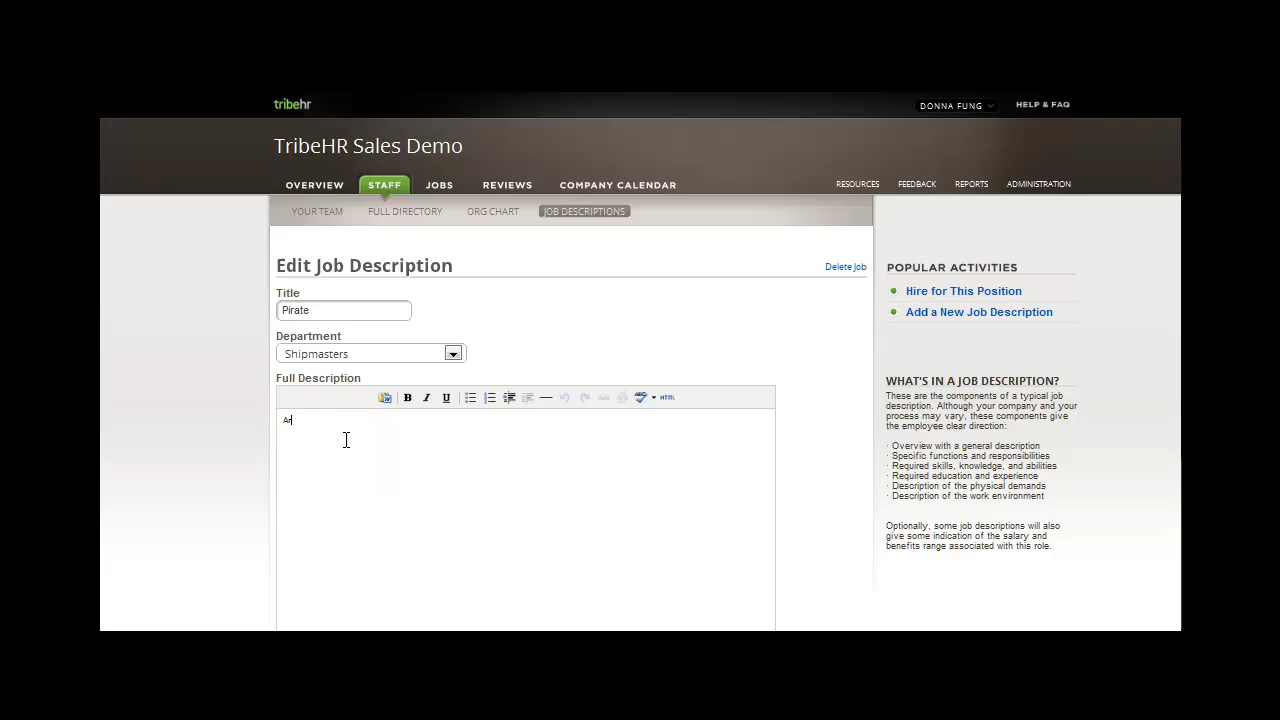 tribehr
DONNA FUNG
HELP & FAQ
TribeHR Sales Demo
OVERVIEW
STAFF
JOBS
REVIEWS
COMPANY CALENDAR
RESOURCES
FEEDBACK
REPORTS
ADMINISTRATION
YOUR TEAM
FULL DIRECTORY
ORG CHART
JOB DESCRIPTIONS
Edit Job Description
Delete Job
Title
Pirate
Department
Shipmasters
Full Description
B I U
ABC
HTML
Ar
POPULAR ACTIVITIES
Hire for This Position
Add a New Job Description
WHAT'S IN A JOB DESCRIPTION?
These are the components of a typical job
description. Although your company and your
process may vary, these components give
the employee clear direction:
· Overview with a general description
· Specific functions and responsibilities
· Required skills, knowledge, and abilities
· Required education and experience
· Description of the physical demands
· Description of the work environment
Optionally, some job descriptions will also
give some indication of the salary and
benefits range associated with this role.